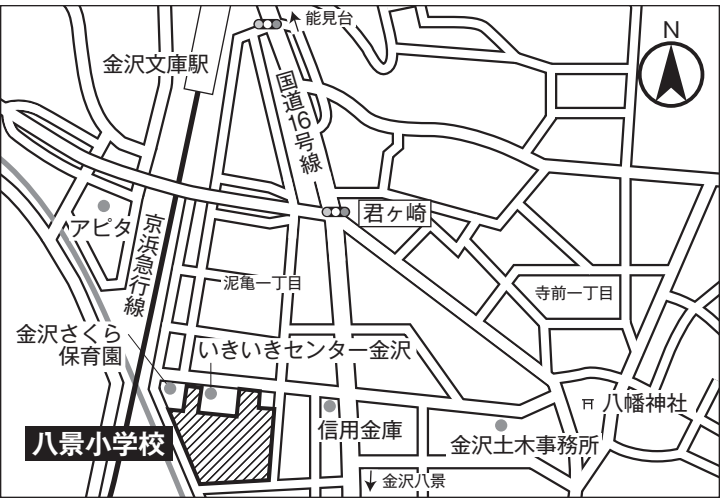 能見台
N
金沢文庫駅
国道16号線
君ヶ崎
アピタ
京浜急行線
泥亀一丁目
寺前一丁目
金沢さくら
保育園
いきいきセンター金沢
八幡神社
信用金庫
金沢土木事務所
八景小学校
金沢八景